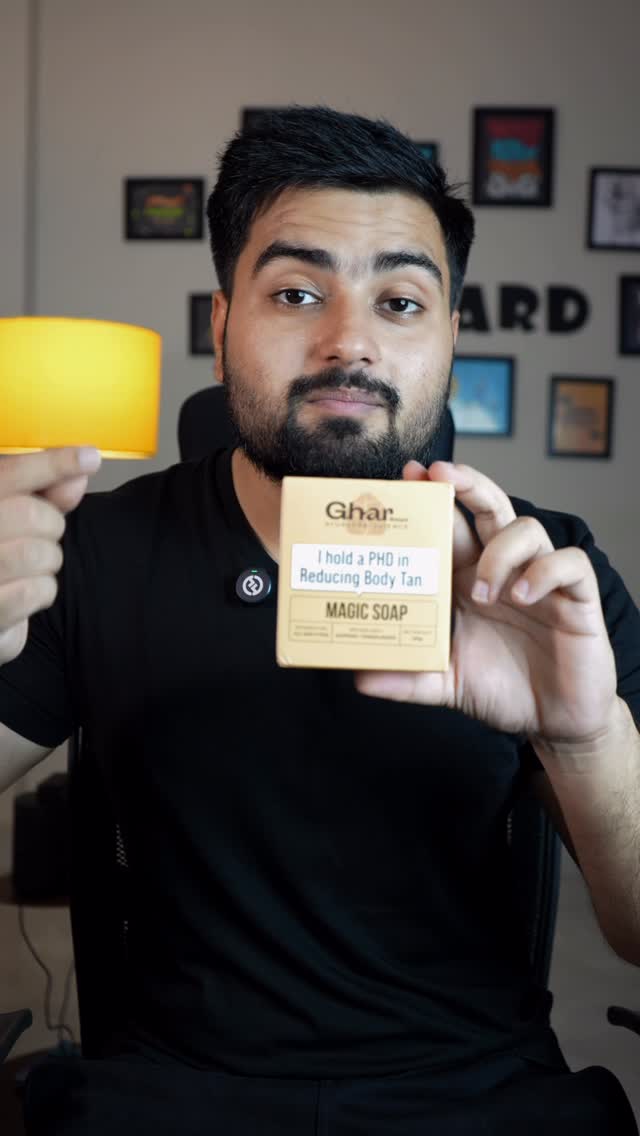 ARD
Ghar
I hold a PHD in
Reducing Body Tan
MAGIC SOAP